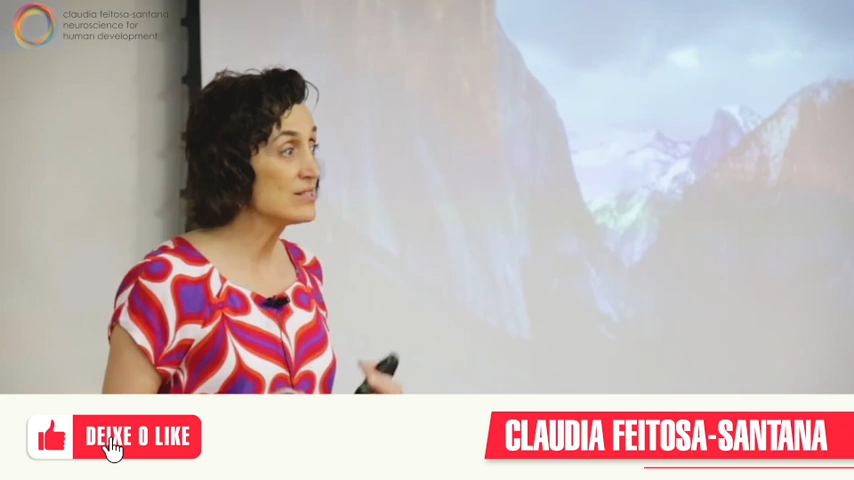 claudia feitosa-santana
neuroscience for
human development
DEIXE O LIKE
CLAUDIA FEITOSA-SANTANA